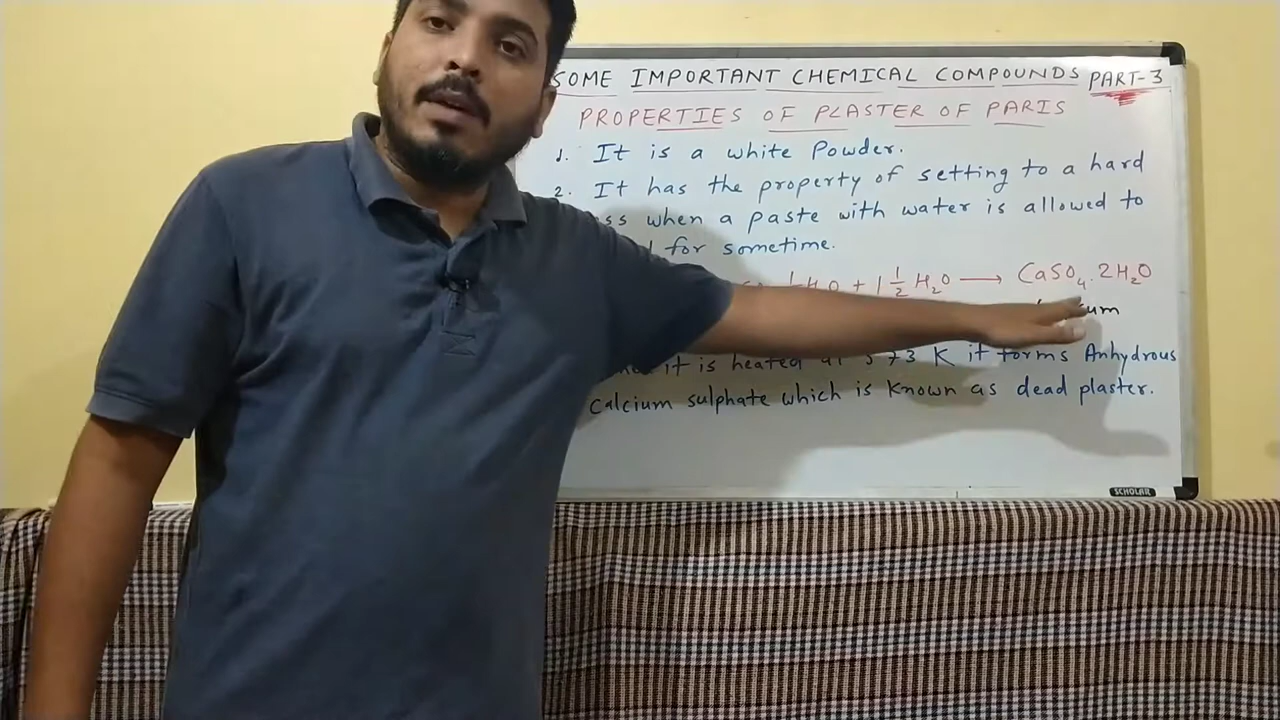 SOME IMPORTANT CHEMICAL COMPOUNDS PART-3
PROPERTIES OF PLASTER OF PARIS
1. It is a white Powder.
2. It has the property of setting to a hard
when a paste with water is allowed to
for sometime.
½ H₂O + 1½ H₂O → CaSO₄.2H₂O
it is heated at 373 K it forms Anhydrous
Calcium sulphate which is known as dead plaster.
SCHOLAR